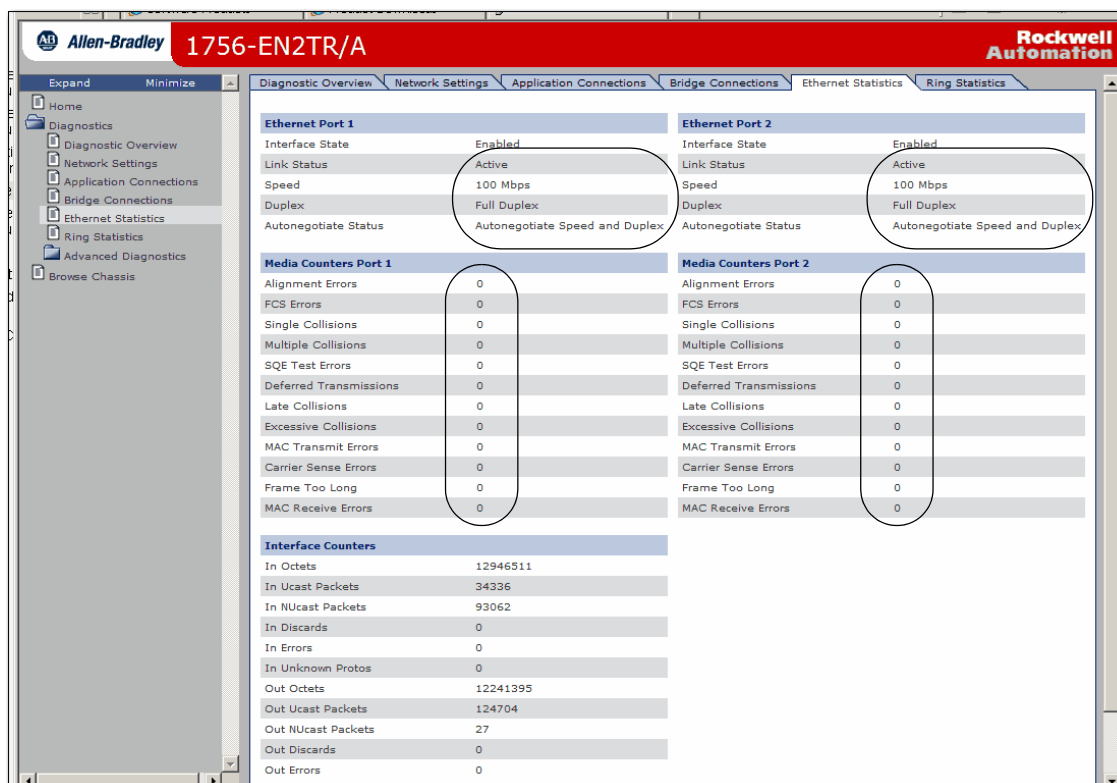 Allen-Bradley
1756-EN2TR/A
Rockwell
Automation
Expand Minimize
Home
Diagnostics
Diagnostic Overview
Network Settings
Application Connections
Bridge Connections
Ethernet Statistics
Ring Statistics
Advanced Diagnostics
Browse Chassis
Diagnostic Overview Network Settings Application Connections Bridge Connections Ethernet Statistics Ring Statistics
Ethernet Port 1
Interface State Enabled
Link Status Active
Speed 100 Mbps
Duplex Full Duplex
Autonegotiate Status Autonegotiate Speed and Duplex
Ethernet Port 2
Interface State Enabled
Link Status Active
Speed 100 Mbps
Duplex Full Duplex
Autonegotiate Status Autonegotiate Speed and Duplex
Media Counters Port 1
Alignment Errors 0
FCS Errors 0
Single Collisions 0
Multiple Collisions 0
SQE Test Errors 0
Deferred Transmissions 0
Late Collisions 0
Excessive Collisions 0
MAC Transmit Errors 0
Carrier Sense Errors 0
Frame Too Long 0
MAC Receive Errors 0
Media Counters Port 2
Alignment Errors 0
FCS Errors 0
Single Collisions 0
Multiple Collisions 0
SQE Test Errors 0
Deferred Transmissions 0
Late Collisions 0
Excessive Collisions 0
MAC Transmit Errors 0
Carrier Sense Errors 0
Frame Too Long 0
MAC Receive Errors 0
Interface Counters
In Octets 12946511
In Ucast Packets 34336
In NUcast Packets 93062
In Discards 0
In Errors 0
In Unknown Protos 0
Out Octets 12241395
Out Ucast Packets 124704
Out NUcast Packets 27
Out Discards 0
Out Errors 0